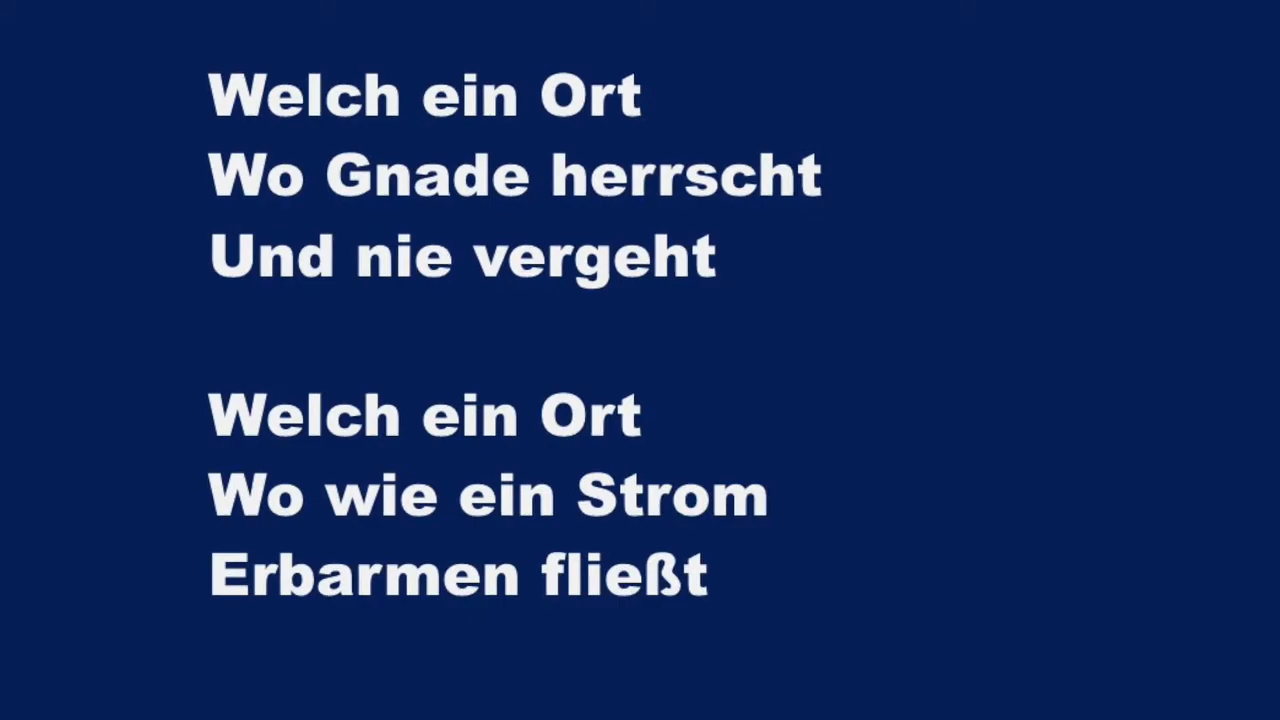 Welch ein Ort
Wo Gnade herrscht
Und nie vergeht
Welch ein Ort
Wo wie ein Strom
Erbarmen fließt